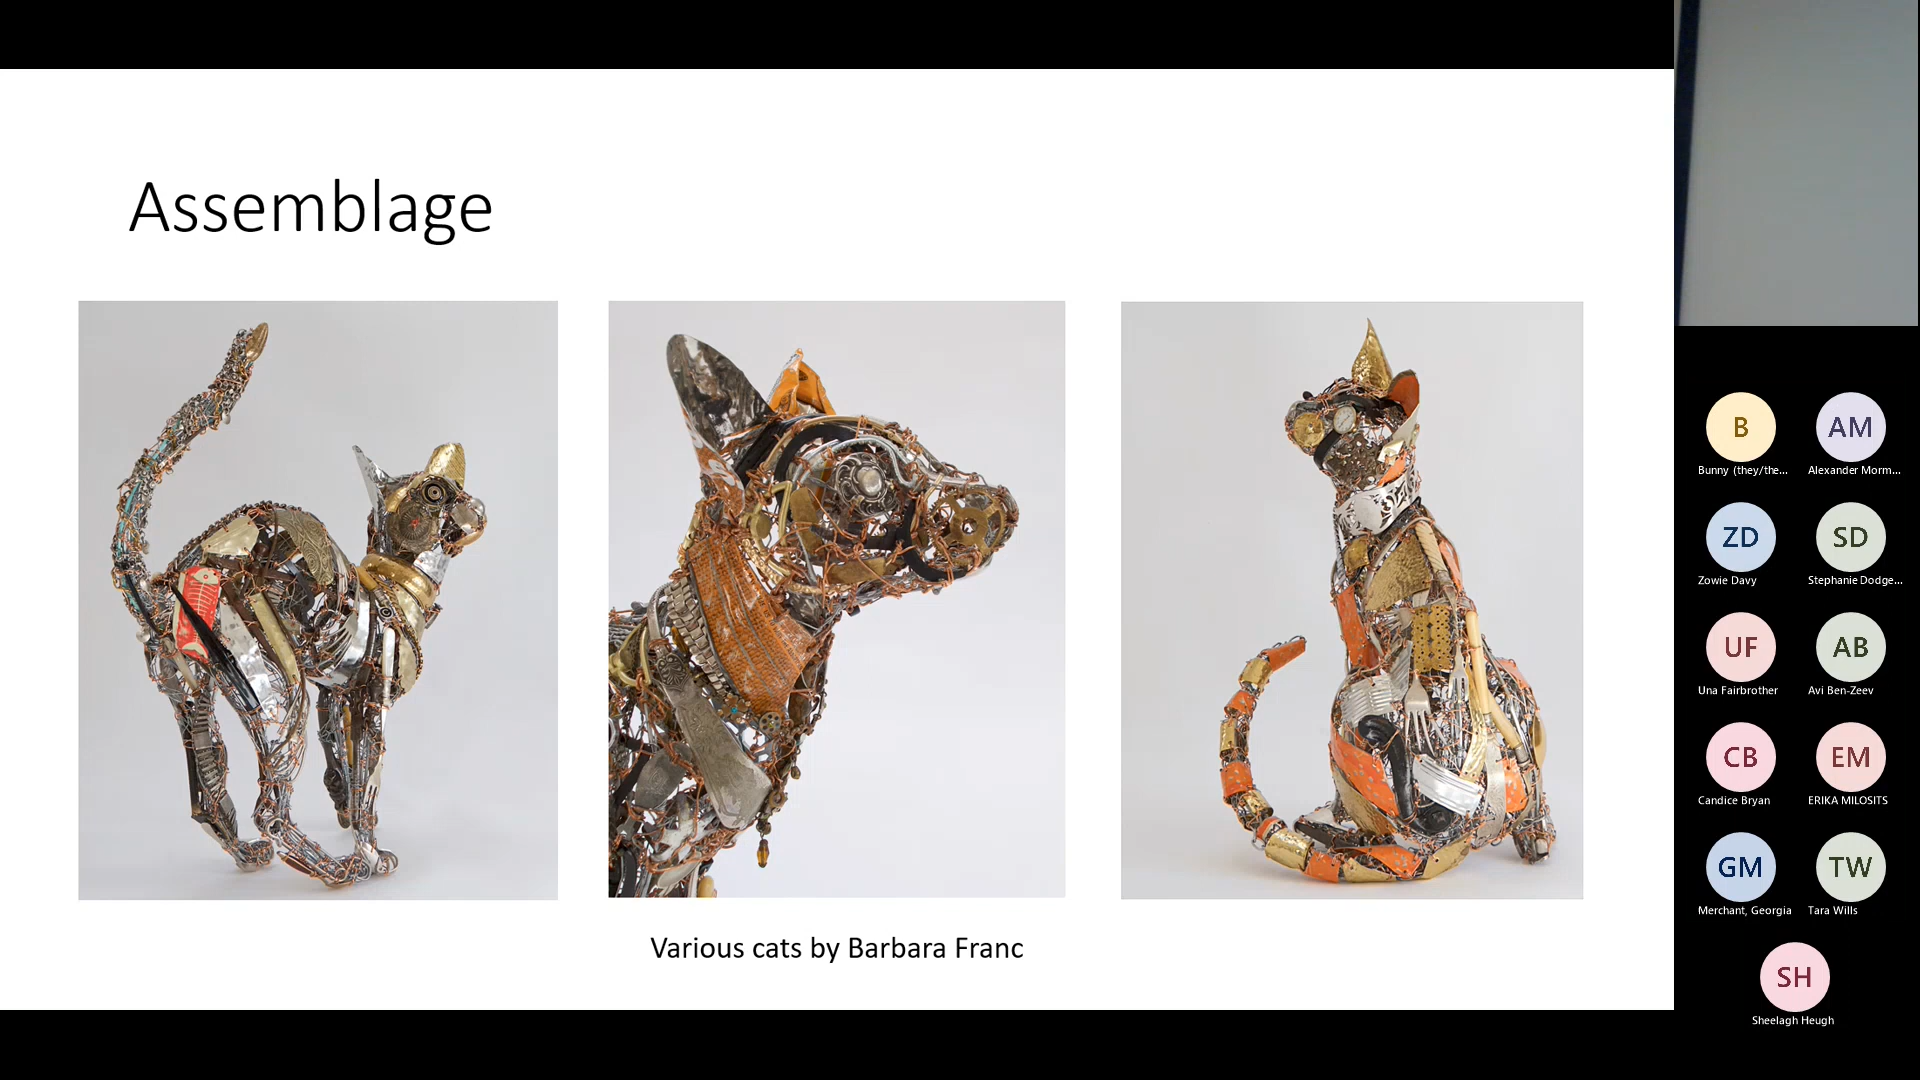 Assemblage
Various cats by Barbara Franc
B
Bunny (they/the...
AM
Alexander Morm...
ZD
Zowie Davy
SD
Stephanie Dodge...
UF
Una Fairbrother
AB
Avi Ben-Zeev
CB
Candice Bryan
EM
ERIKA MILOSITS
GM
Merchant, Georgia
TW
Tara Wills
SH
Sheelagh Heugh